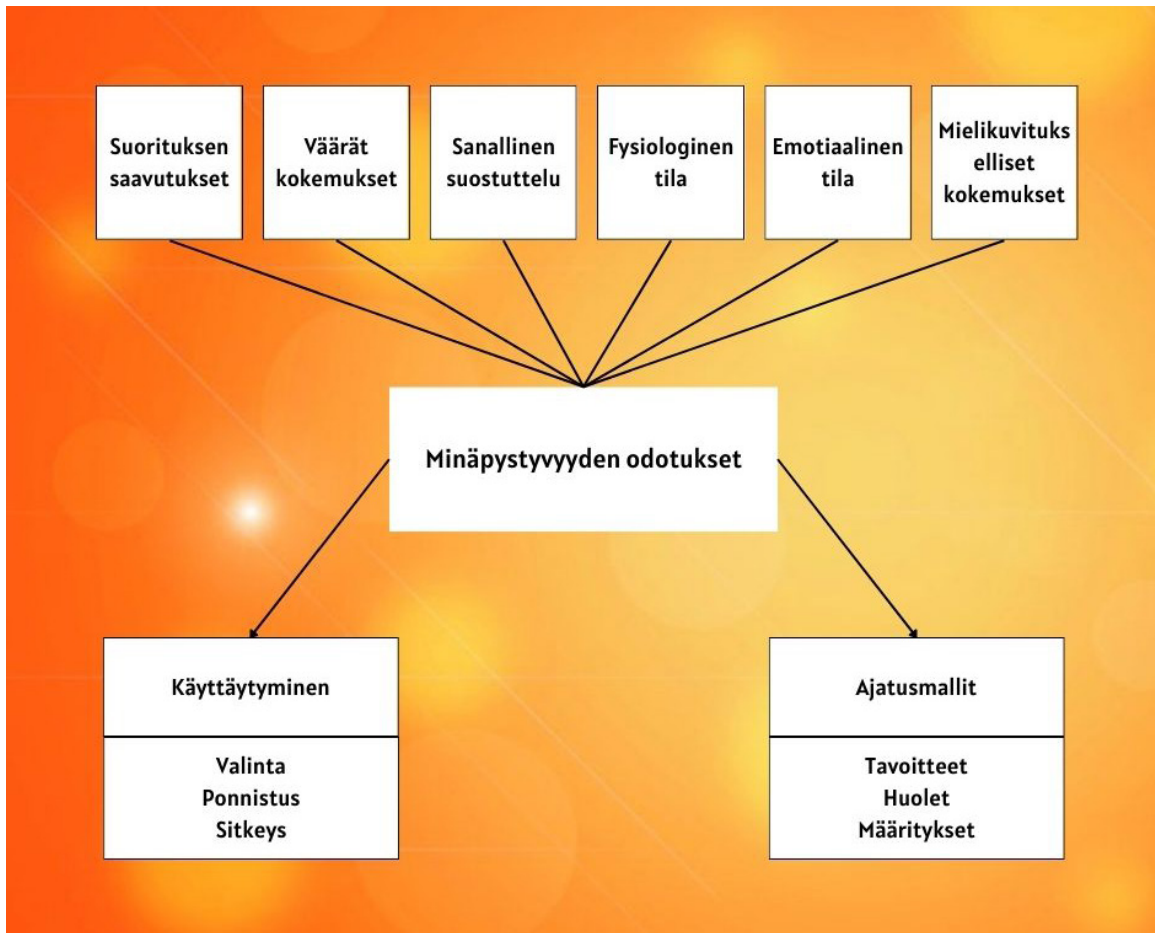 Suorituksen
saavutukset
Väärät
kokemukset
Sanallinen
suostuttelu
Fysiologinen
tila
Emotiaalinen
tila
Mielikuvituks
elliset
kokemukset
Minäpystyvyyden odotukset
Käyttäytyminen
Valinta
Ponnistus
Sitkeys
Ajatusmallit
Tavoitteet
Huolet
Määritykset